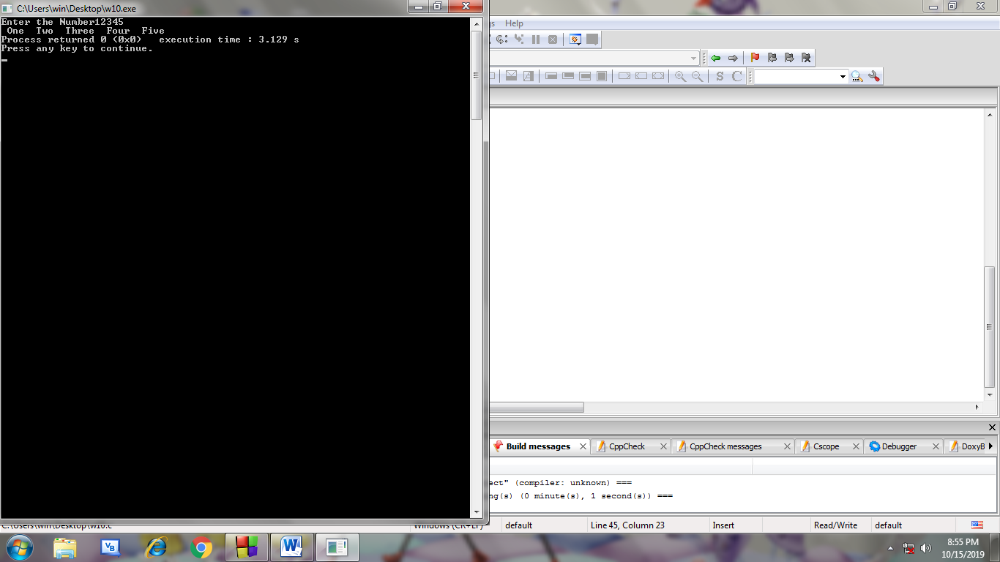 C:\Users\win\Desktop\w10.exe
Enter the Number12345
One Two Three Four Five
Process returned 0 (0x0) execution time : 3.129 s
Press any key to continue.
Help
S C
Build messages
CppCheck
CppCheck messages
Cscope
Debugger
DoxyB
ect" (compiler: unknown) ===
ng(s) (0 minute(s), 1 second(s)) ===
C:\Users\win\Desktop\w10.c
Windows (CR+LF)
default
Line 45, Column 23
Insert
Read/Write
default
8:55 PM
10/15/2019